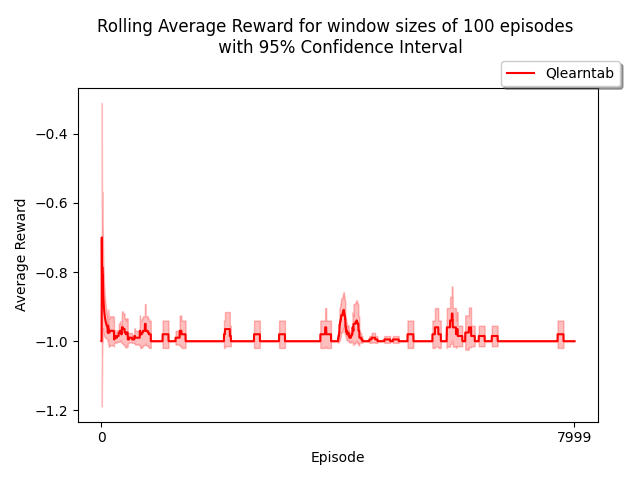 Rolling Average Reward for window sizes of 100 episodes
with 95% Confidence Interval
Qlearntab
Average Reward
−0.4
−0.6
−0.8
−1.0
−1.2
0
7999
Episode